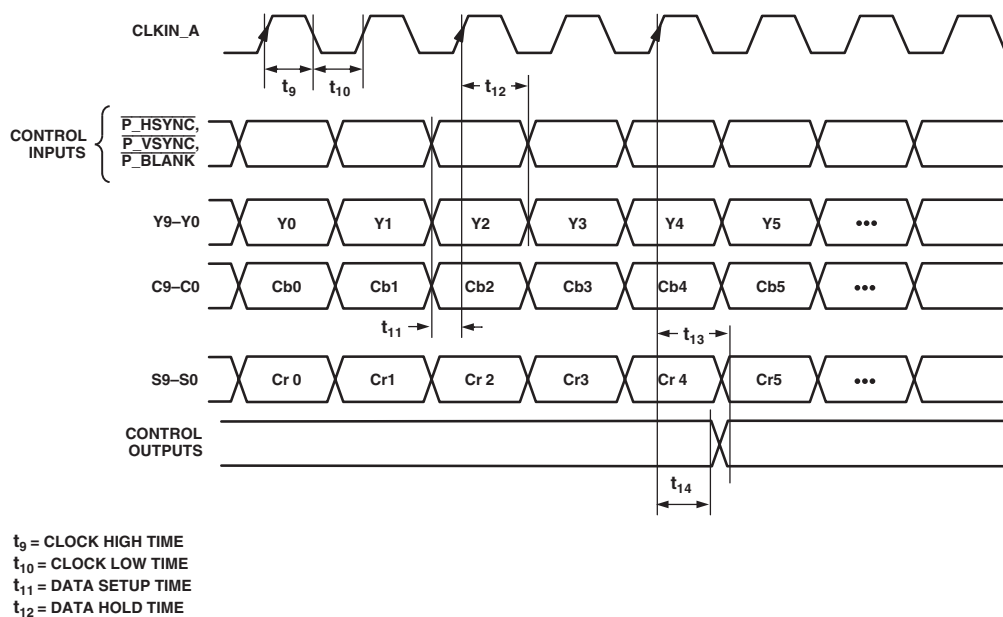 CLKIN_A
t9
t10
t12
CONTROL
INPUTS
P_HSYNC,
P_VSYNC,
P_BLANK
Y9–Y0
Y0
Y1
Y2
Y3
Y4
Y5
•••
C9–C0
Cb0
Cb1
Cb2
Cb3
Cb4
Cb5
•••
t11
t13
S9–S0
Cr 0
Cr1
Cr 2
Cr3
Cr 4
Cr5
•••
CONTROL
OUTPUTS
t14
t9 = CLOCK HIGH TIME
t10 = CLOCK LOW TIME
t11 = DATA SETUP TIME
t12 = DATA HOLD TIME